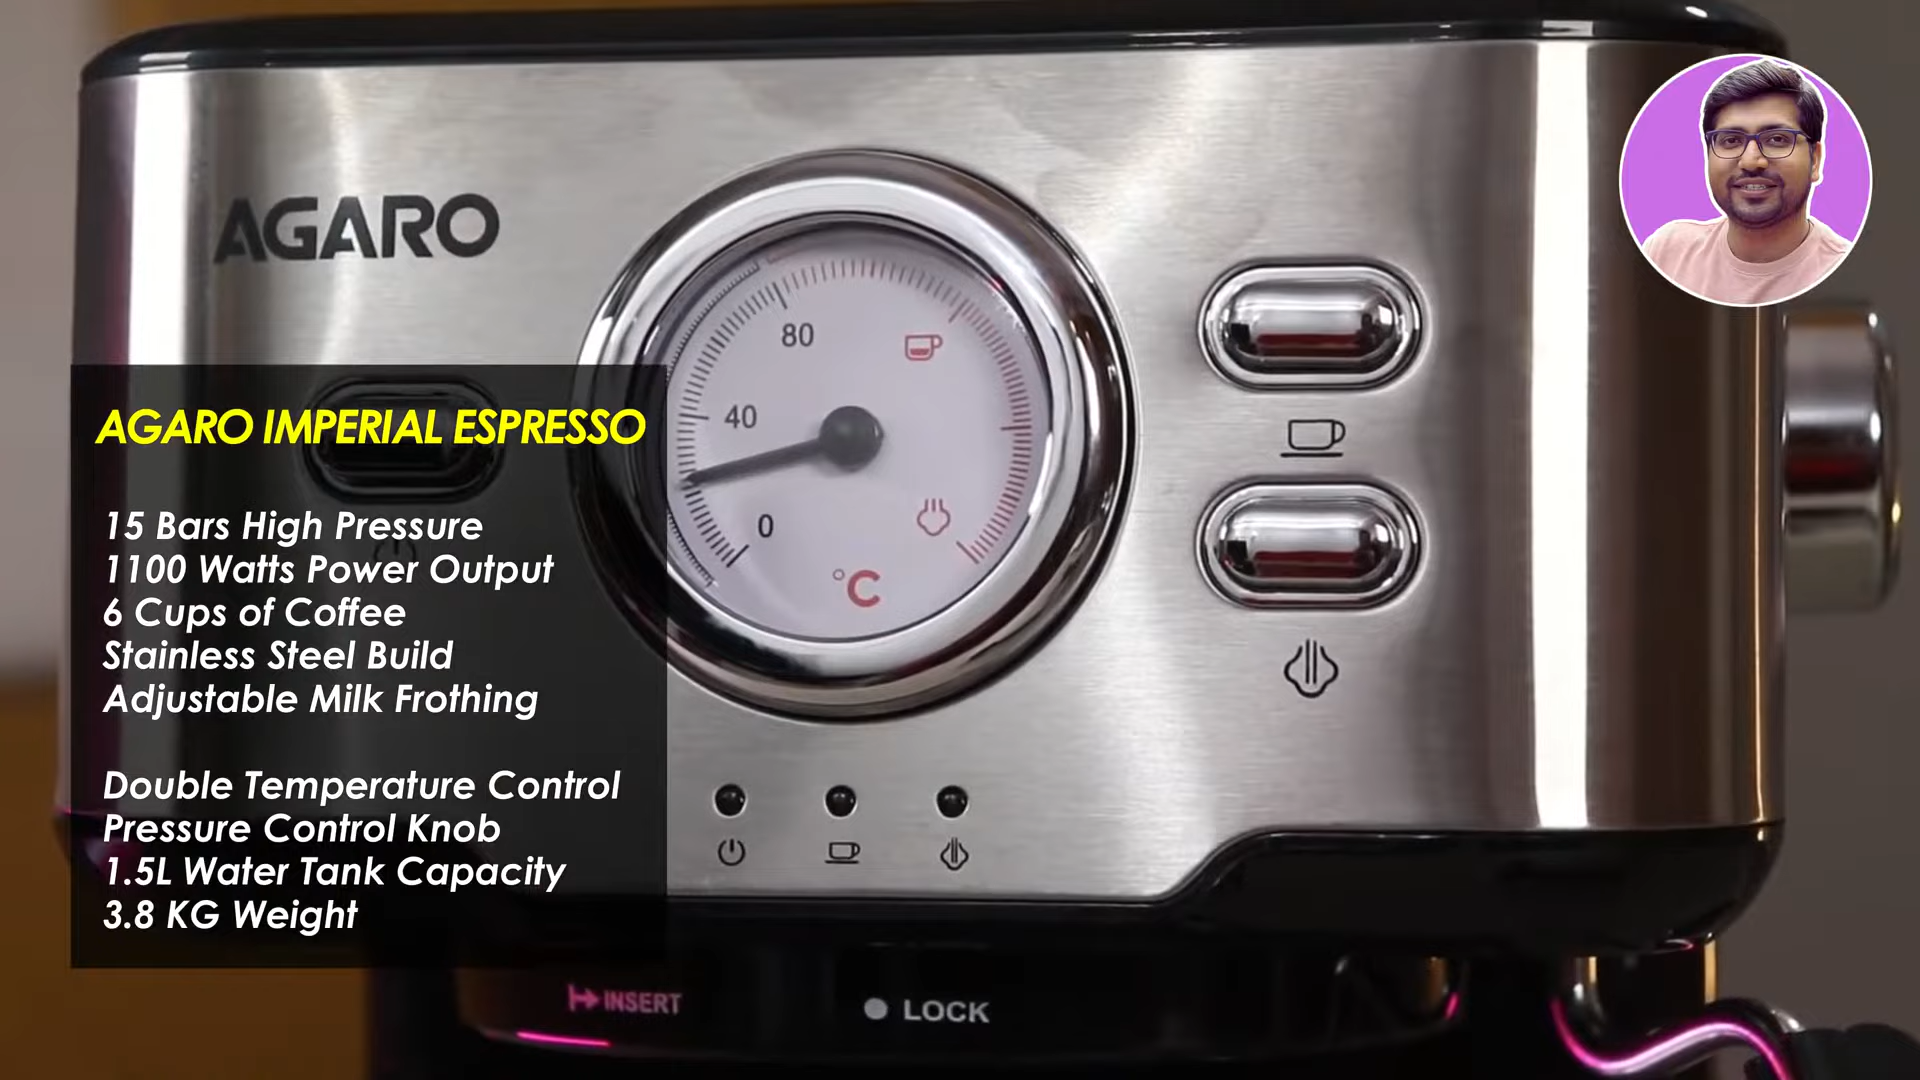 AGARO
80
40
0
°C
AGARO IMPERIAL ESPRESSO
15 Bars High Pressure
1100 Watts Power Output
6 Cups of Coffee
Stainless Steel Build
Adjustable Milk Frothing
Double Temperature Control
Pressure Control Knob
1.5L Water Tank Capacity
3.8 KG Weight
INSERT
LOCK